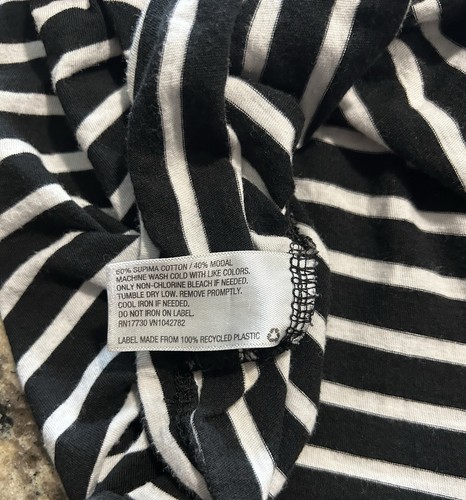 60% SUPIMA COTTON / 40% MODAL
MACHINE WASH COLD WITH LIKE COLORS.
ONLY NON-CHLORINE BLEACH IF NEEDED.
TUMBLE DRY LOW. REMOVE PROMPTLY.
COOL IRON IF NEEDED.
DO NOT IRON ON LABEL.
RN17730 VN1042782
LABEL MADE FROM 100% RECYCLED PLASTIC